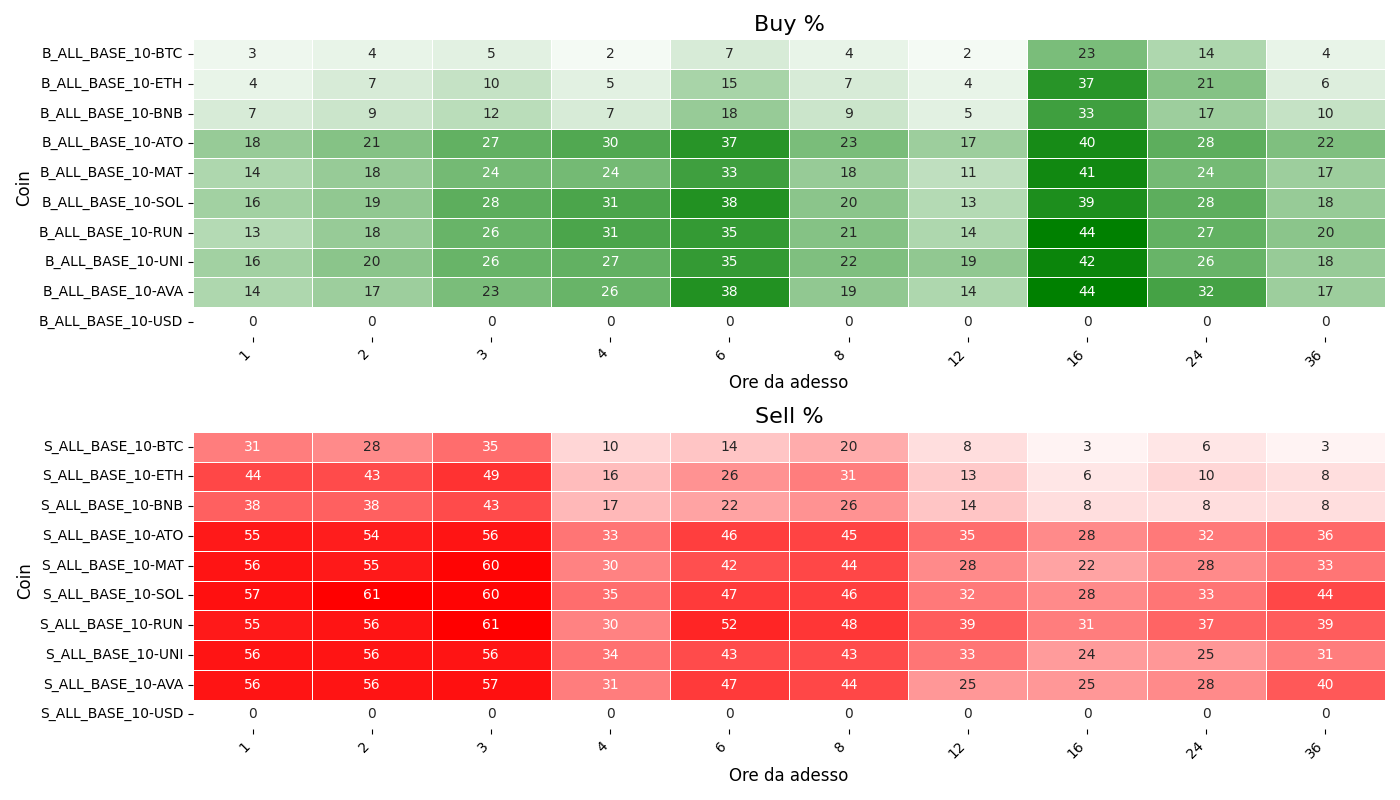 Buy %
Coin
B_ALL_BASE_10-BTC 3 4 5 2 7 4 2 23 14 4
B_ALL_BASE_10-ETH 4 7 10 5 15 7 4 37 21 6
B_ALL_BASE_10-BNB 7 9 12 7 18 9 5 33 17 10
B_ALL_BASE_10-ATO 18 21 27 30 37 23 17 40 28 22
B_ALL_BASE_10-MAT 14 18 24 24 33 18 11 41 24 17
B_ALL_BASE_10-SOL 16 19 28 31 38 20 13 39 28 18
B_ALL_BASE_10-RUN 13 18 26 31 35 21 14 44 27 20
B_ALL_BASE_10-UNI 16 20 26 27 35 22 19 42 26 18
B_ALL_BASE_10-AVA 14 17 23 26 38 19 14 44 32 17
B_ALL_BASE_10-USD 0 0 0 0 0 0 0 0 0 0
1 2 3 4 6 8 12 16 24 36
Ore da adesso
Sell %
Coin
S_ALL_BASE_10-BTC 31 28 35 10 14 20 8 3 6 3
S_ALL_BASE_10-ETH 44 43 49 16 26 31 13 6 10 8
S_ALL_BASE_10-BNB 38 38 43 17 22 26 14 8 8 8
S_ALL_BASE_10-ATO 55 54 56 33 46 45 35 28 32 36
S_ALL_BASE_10-MAT 56 55 60 30 42 44 28 22 28 33
S_ALL_BASE_10-SOL 57 61 60 35 47 46 32 28 33 44
S_ALL_BASE_10-RUN 55 56 61 30 52 48 39 31 37 39
S_ALL_BASE_10-UNI 56 56 56 34 43 43 33 24 25 31
S_ALL_BASE_10-AVA 56 56 57 31 47 44 25 25 28 40
S_ALL_BASE_10-USD 0 0 0 0 0 0 0 0 0 0
1 2 3 4 6 8 12 16 24 36
Ore da adesso